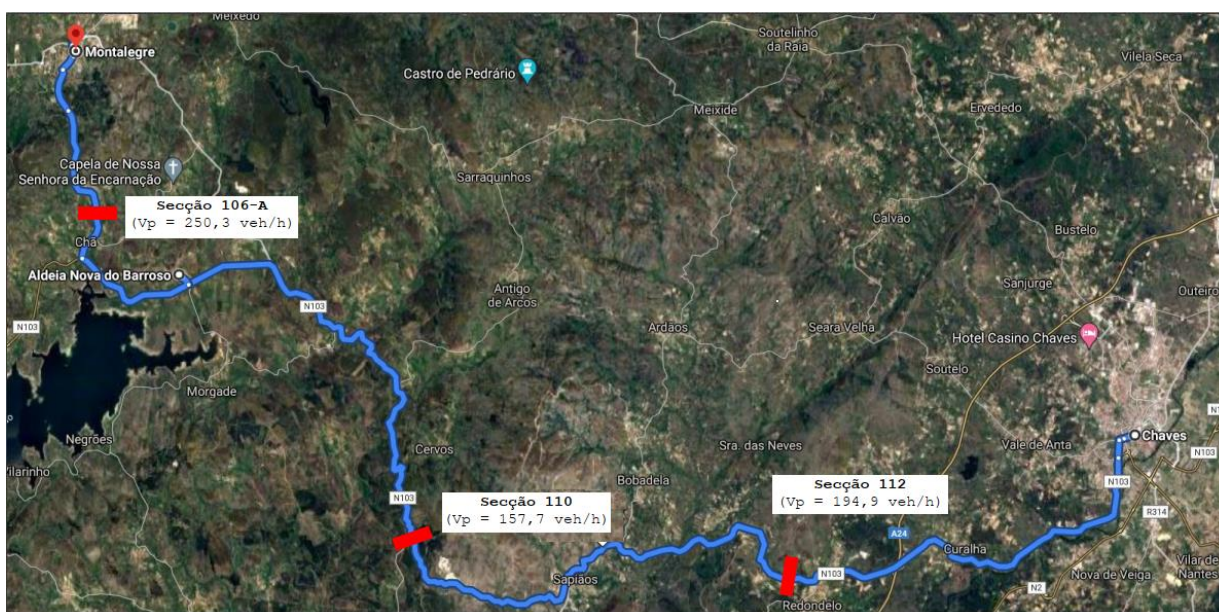 Meixedo
Soutelinho
da Raia
Montalegre
Vilela Seca
Castro de Pedrário
Ervededo
Meixide
Capela de Nossa
Senhora da Encarnação
Sarraquinhos
Secção 106-A
(Vp = 250,3 veh/h)
Calvão
Bustelo
Chã
Aldeia Nova do Barroso
Antigo
de Arcos
Sanjurge
Outeiro
N103
N103
Ardãos
Seara Velha
Hotel Casino Chaves
Soutelo
Morgade
Negrões
Cervos
Sra. das Neves
Vale de Anta
Chaves
N103
Vilarinho
Bobadela
N103
Secção 110
(Vp = 157,7 veh/h)
Secção 112
(Vp = 194,9 veh/h)
N103
R314
A24
Curalha
Sapiãos
N103
Redondelo
N2
Nova de Veiga
Vilar de
Nantes